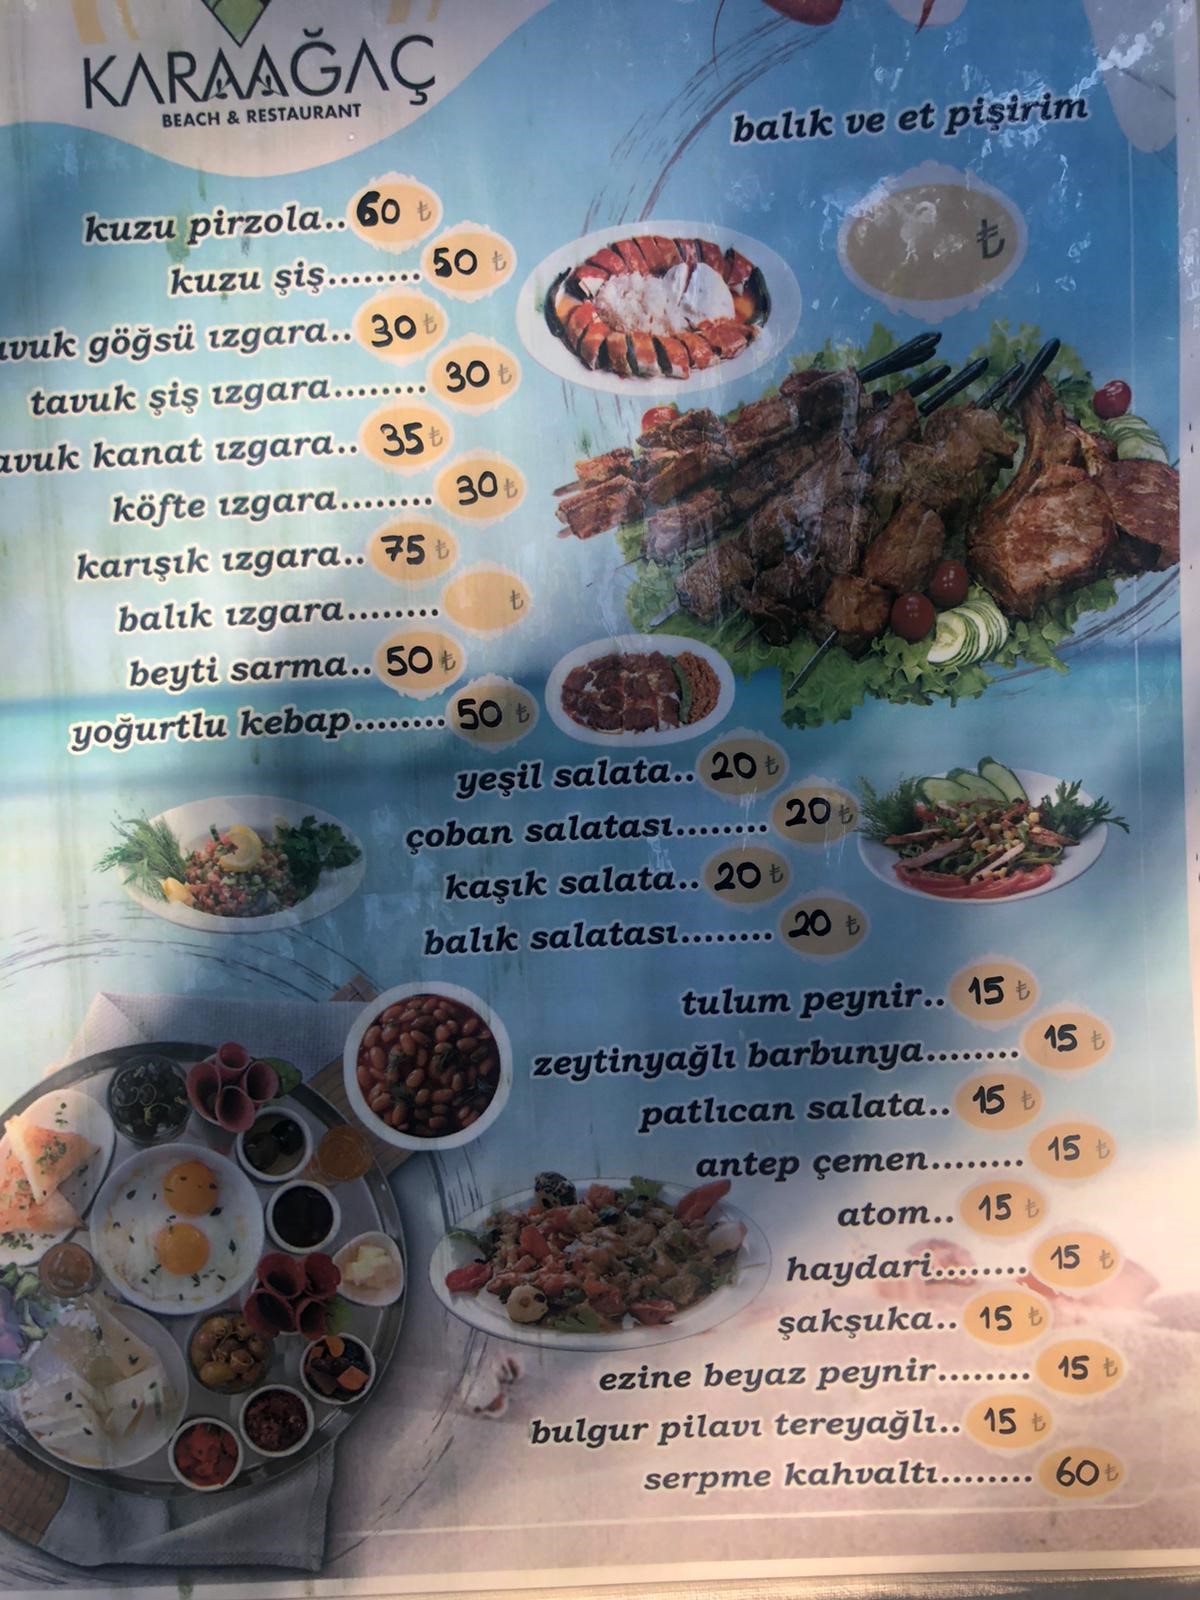 KARAAĞAÇ
BEACH & RESTAURANT
balık ve et pişirim
₺
kuzu pirzola.. 60 ₺
kuzu şiş........ 50 ₺
avuk göğsü ızgara.. 30 ₺
tavuk şiş ızgara........ 30 ₺
avuk kanat ızgara.. 35 ₺
köfte ızgara........ 30 ₺
karışık ızgara.. 75 ₺
balık ızgara........ ₺
beyti sarma.. 50 ₺
yoğurtlu kebap........ 50 ₺
yeşil salata.. 20 ₺
çoban salatası........ 20 ₺
kaşık salata.. 20 ₺
balık salatası........ 20 ₺
tulum peynir.. 15 ₺
zeytinyağlı barbunya........ 15 ₺
patlıcan salata.. 15 ₺
antep çemen........ 15 ₺
atom.. 15 ₺
haydari........ 15 ₺
şakşuka.. 15 ₺
ezine beyaz peynir........ 15 ₺
bulgur pilavı tereyağlı.. 15 ₺
serpme kahvaltı........ 60 ₺